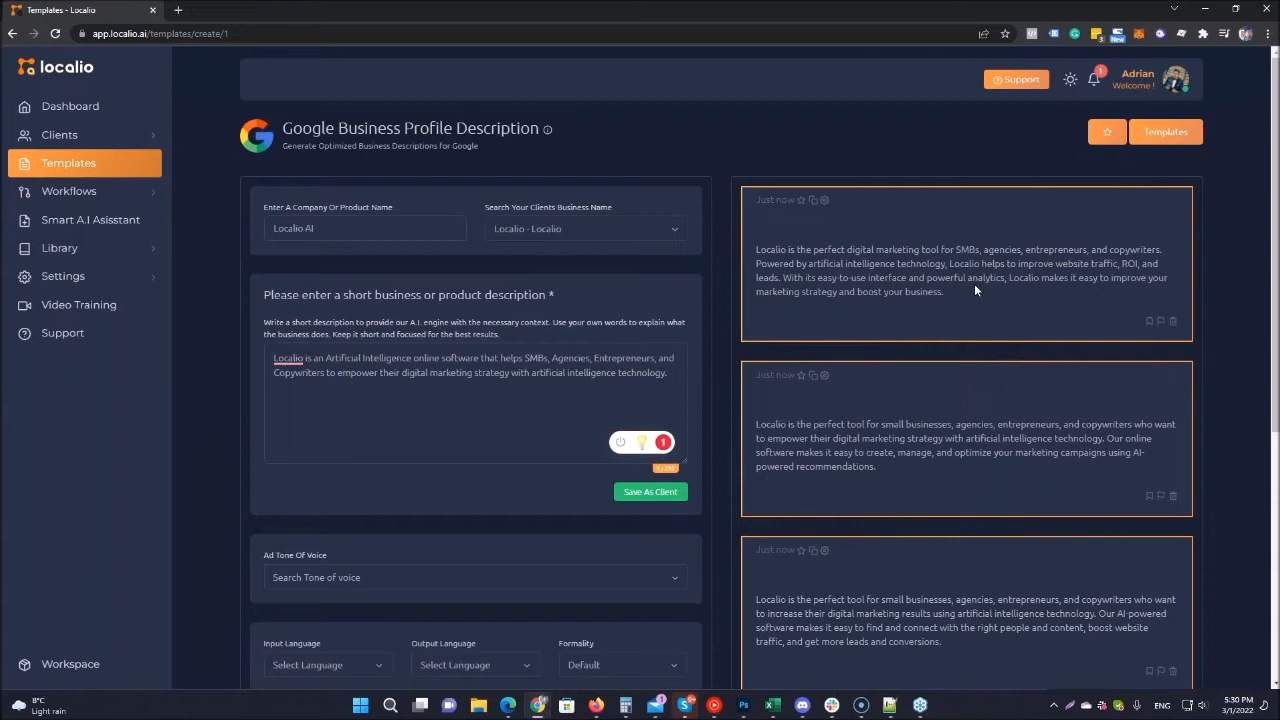 Templates - Localio
app.localio.ai/templates/create/1
New
localio
Dashboard
Clients
Templates
Workflows
Smart A.I Asisstant
Library
Settings
Video Training
Support
Workspace
Support
1
Adrian
Welcome !
Google Business Profile Description
Generate Optimized Business Descriptions for Google
Templates
Enter A Company Or Product Name
Localio AI
Search Your Clients Business Name
Localio - Localio
Please enter a short business or product description *
Write a short description to provide our A.I. engine with the necessary context. Use your own words to explain what
the business does. Keep it short and focused for the best results.
Localio is an Artificial Intelligence online software that helps SMBs, Agencies, Entrepreneurs, and
Copywriters to empower their digital marketing strategy with artificial intelligence technology.
1
Save As Client
Ad Tone Of Voice
Search Tone of voice
Input Language
Select Language
Output Language
Select Language
Formality
Default
Just now
Localio is the perfect digital marketing tool for SMBs, agencies, entrepreneurs, and copywriters.
Powered by artificial intelligence technology, Localio helps to improve website traffic, ROI, and
leads. With its easy-to-use interface and powerful analytics, Localio makes it easy to improve your
marketing strategy and boost your business.
Just now
Localio is the perfect tool for small businesses, agencies, entrepreneurs, and copywriters who want
to empower their digital marketing strategy with artificial intelligence technology. Our online
software makes it easy to create, manage, and optimize your marketing campaigns using AI-
powered recommendations.
Just now
Localio is the perfect tool for small businesses, agencies, entrepreneurs, and copywriters who want
to increase their digital marketing results using artificial intelligence technology. Our AI-powered
software makes it easy to find and connect with the right people and content, boost website
traffic, and get more leads and conversions.
8°C
Light rain
ENG
5:30 PM
3/1/2022